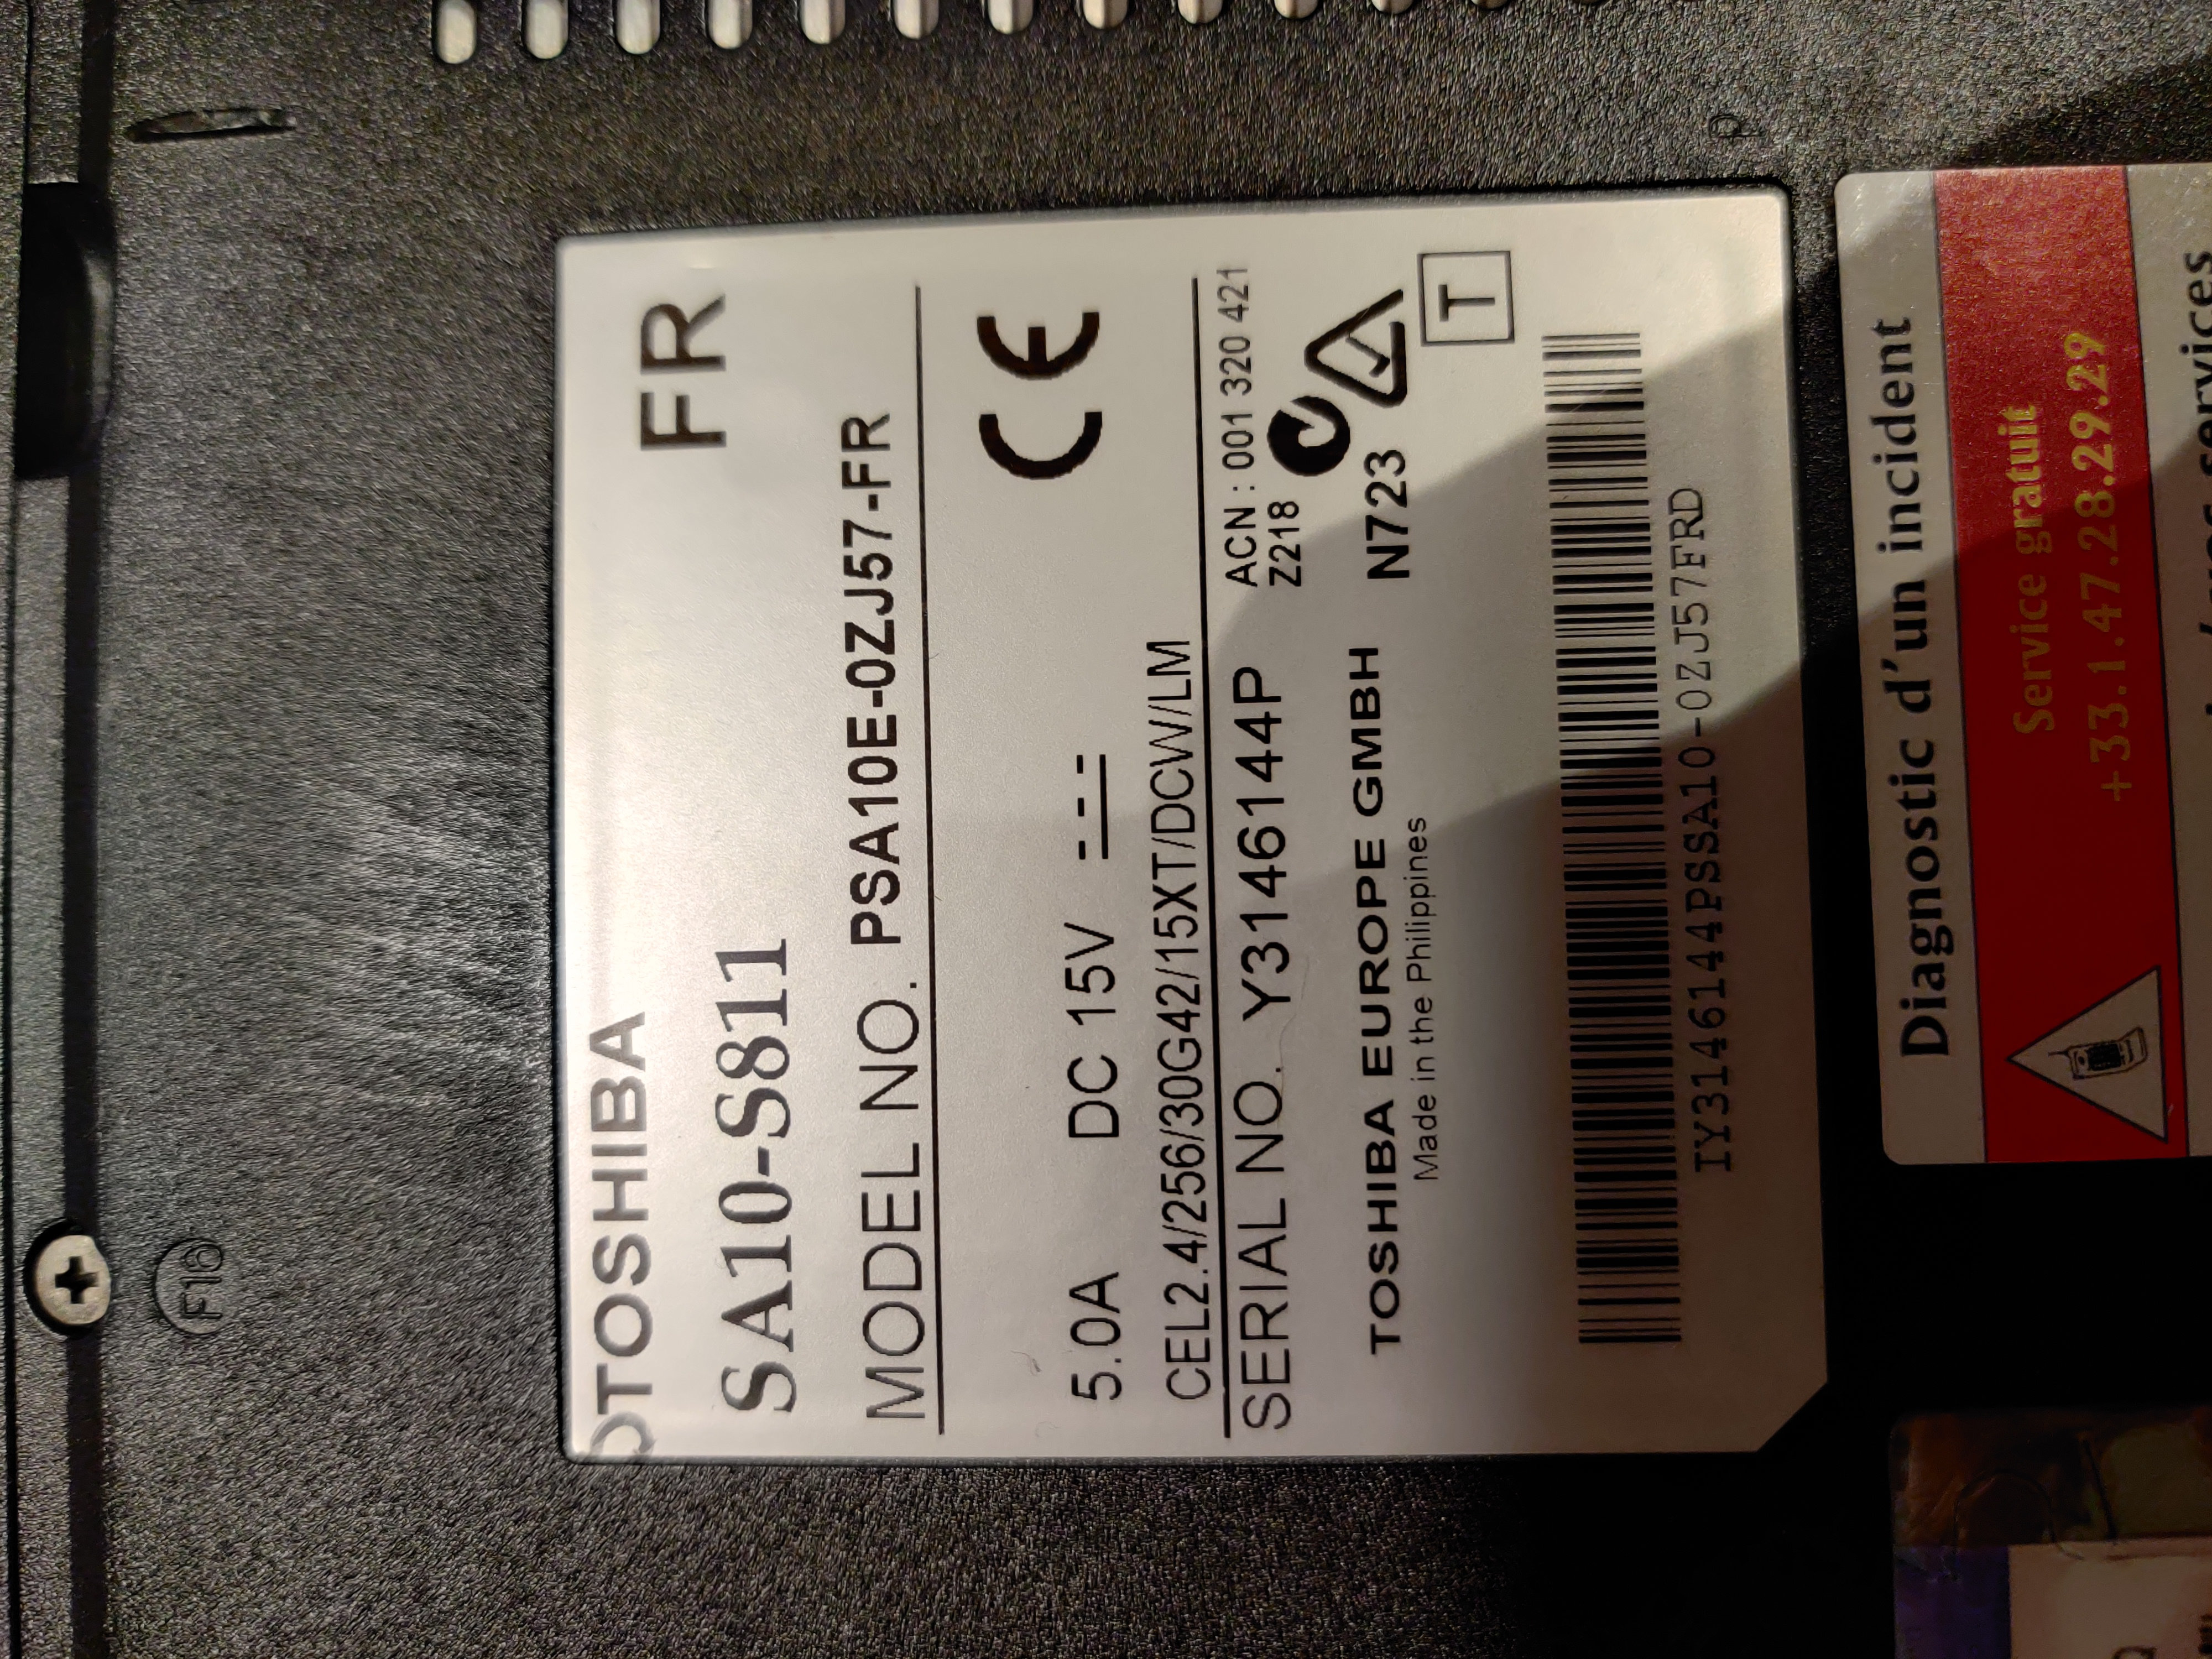 TOSHIBA
FR
SA10-S811
MODEL NO. PSA10E-0ZJ57-FR
5.0A DC 15V
CE
CEL2.4/256/30G42/15XT/DCW/LM
SERIAL NO. Y3146144P
ACN : 001 320 421
Z218
TOSHIBA EUROPE GMBH
N723
Made in the Philippines
T
IY3146144PSSA10-0ZJ57FRD
Diagnostic d'un incident
Service gratuit
+33.1.47.28.29.29
services
F16
P